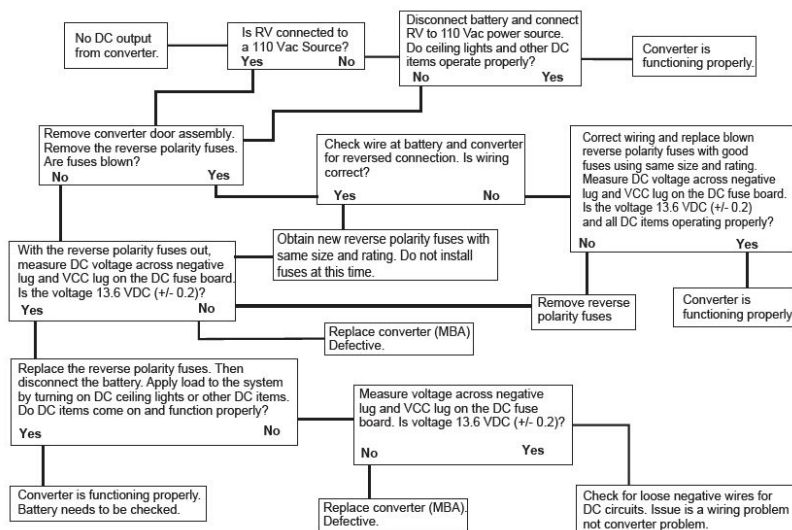 No DC output
from converter.
Is RV connected to
a 110 Vac Source?
Yes No
Disconnect battery and connect
RV to 110 Vac power source.
Do ceiling lights and other DC
items operate properly?
No Yes
Converter is
functioning properly.
Remove converter door assembly.
Remove the reverse polarity fuses.
Are fuses blown?
No Yes
Check wire at battery and converter
for reversed connection. Is wiring
correct?
Yes No
Correct wiring and replace blown
reverse polarity fuses with good
fuses using same size and rating.
Measure DC voltage across negative
lug and VCC lug on the DC fuse board.
Is the voltage 13.6 VDC (+/- 0.2)
and all DC items operating properly?
No Yes
With the reverse polarity fuses out,
measure DC voltage across negative
lug and VCC lug on the DC fuse board.
Is the voltage 13.6 VDC (+/- 0.2)?
Yes No
Obtain new reverse polarity fuses with
same size and rating. Do not install
fuses at this time.
Remove reverse
polarity fuses
Converter is
functioning properly
Replace converter (MBA)
Defective.
Replace the reverse polarity fuses. Then
disconnect the battery. Apply load to the system
by turning on DC ceiling lights or other DC items.
Do DC items come on and function properly?
Yes No
Measure voltage across negative
lug and VCC lug on the DC fuse
board. Is voltage 13.6 VDC (+/- 0.2)?
No Yes
Converter is functioning properly.
Battery needs to be checked.
Replace converter (MBA).
Defective.
Check for loose negative wires for
DC circuits. Issue is a wiring problem
not converter problem.